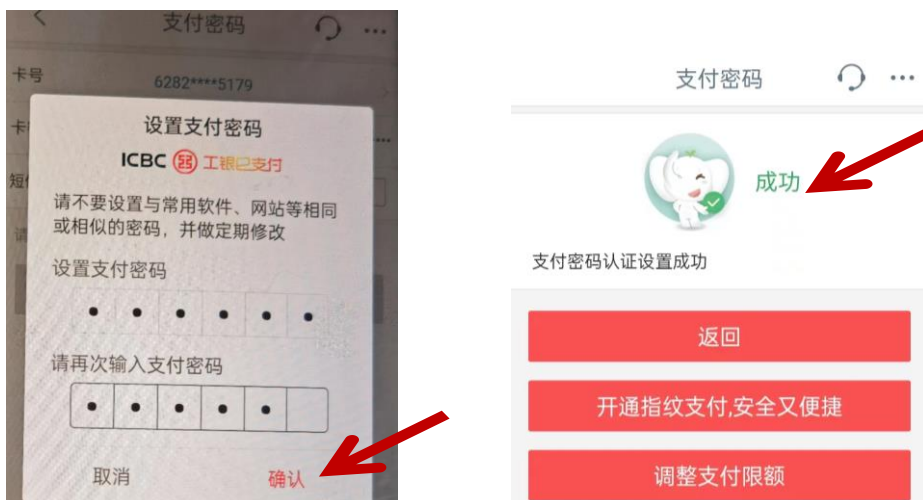 支付密码
卡号
6282****5179
卡
短信
请
设置支付密码
ICBC 工银e支付
请不要设置与常用软件、网站等相同
或相似的密码，并做定期修改
设置支付密码
请再次输入支付密码
取消
确认
支付密码
成功
支付密码认证设置成功
返回
开通指纹支付,安全又便捷
调整支付限额